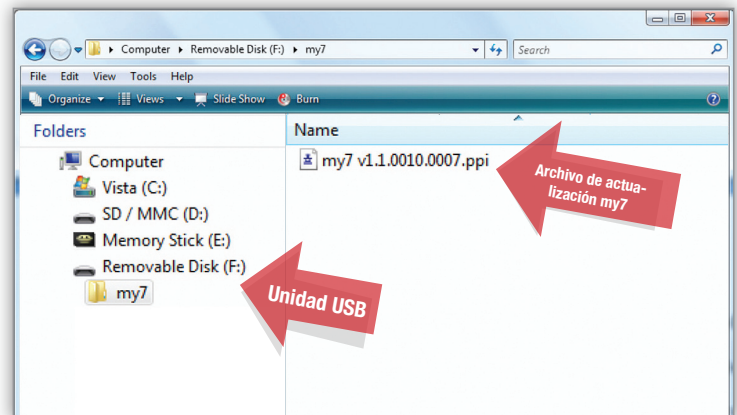 Computer ▸ Removable Disk (F:) ▸ my7
Search
File Edit View Tools Help
Organize Views Slide Show Burn
Folders
Name
Computer
my7 v1.1.0010.0007.ppi
Vista (C:)
SD / MMC (D:)
Memory Stick (E:)
Removable Disk (F:)
my7
Archivo de actua-
lización my7
Unidad USB